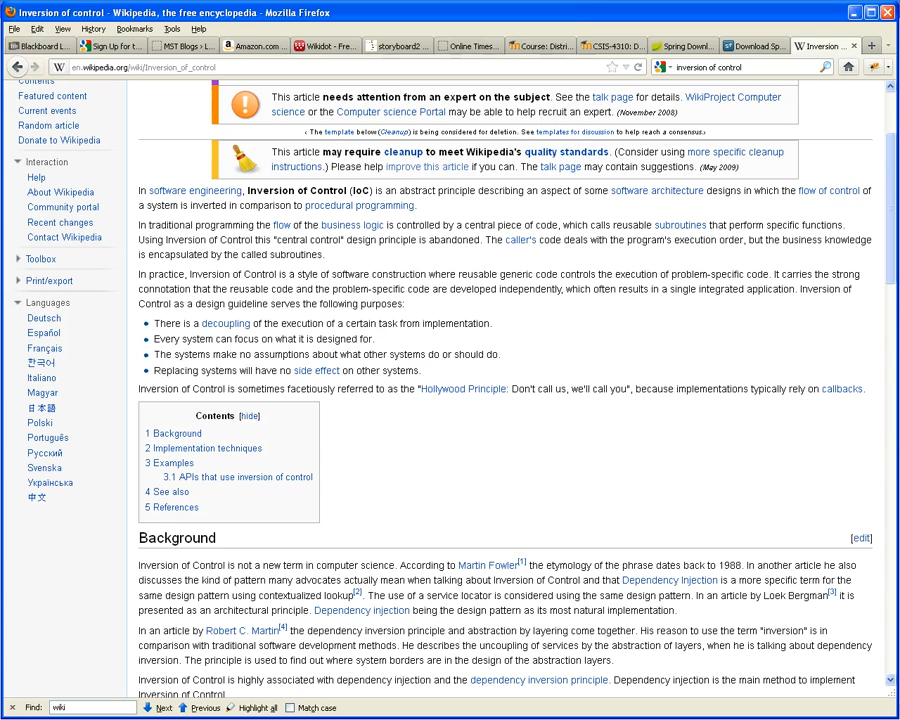 Inversion of control - Wikipedia, the free encyclopedia - Mozilla Firefox
File Edit View History Bookmarks Tools Help
Blackboard L... Sign Up for t... MST Blogs › L... Amazon.com ... Wikidot - Fre... storyboard2 ... Online Times... Course: Distri... CSIS-4310: D... Spring Downl... Download Sp... Inversion ...
en.wikipedia.org/wiki/Inversion_of_control
inversion of control
Contents
Featured content
Current events
Random article
Donate to Wikipedia
Interaction
Help
About Wikipedia
Community portal
Recent changes
Contact Wikipedia
Toolbox
Print/export
Languages
Deutsch
Español
Français
한국어
Italiano
Magyar
日本語
Polski
Português
Русский
Svenska
Українська
中文
This article needs attention from an expert on the subject. See the talk page for details. WikiProject Computer
science or the Computer science Portal may be able to help recruit an expert. (November 2008)
‹ The template below (Cleanup) is being considered for deletion. See templates for discussion to help reach a consensus.›
This article may require cleanup to meet Wikipedia's quality standards. (Consider using more specific cleanup
instructions.) Please help improve this article if you can. The talk page may contain suggestions. (May 2009)
In software engineering, Inversion of Control (IoC) is an abstract principle describing an aspect of some software architecture designs in which the flow of control of
a system is inverted in comparison to procedural programming.
In traditional programming the flow of the business logic is controlled by a central piece of code, which calls reusable subroutines that perform specific functions.
Using Inversion of Control this "central control" design principle is abandoned. The caller's code deals with the program's execution order, but the business knowledge
is encapsulated by the called subroutines.
In practice, Inversion of Control is a style of software construction where reusable generic code controls the execution of problem-specific code. It carries the strong
connotation that the reusable code and the problem-specific code are developed independently, which often results in a single integrated application. Inversion of
Control as a design guideline serves the following purposes:
There is a decoupling of the execution of a certain task from implementation.
Every system can focus on what it is designed for.
The systems make no assumptions about what other systems do or should do.
Replacing systems will have no side effect on other systems.
Inversion of Control is sometimes facetiously referred to as the "Hollywood Principle: Don't call us, we'll call you", because implementations typically rely on callbacks.
Contents [hide]
1 Background
2 Implementation techniques
3 Examples
3.1 APIs that use inversion of control
4 See also
5 References
Background [edit]
Inversion of Control is not a new term in computer science. According to Martin Fowler[1] the etymology of the phrase dates back to 1988. In another article he also
discusses the kind of pattern many advocates actually mean when talking about Inversion of Control and that Dependency Injection is a more specific term for the
same design pattern using contextualized lookup[2]. The use of a service locator is considered using the same design pattern. In an article by Loek Bergman[3] it is
presented as an architectural principle. Dependency injection being the design pattern as its most natural implementation.
In an article by Robert C. Martin[4] the dependency inversion principle and abstraction by layering come together. His reason to use the term "inversion" is in
comparison with traditional software development methods. He describes the uncoupling of services by the abstraction of layers, when he is talking about dependency
inversion. The principle is used to find out where system borders are in the design of the abstraction layers.
Inversion of Control is highly associated with dependency injection and the dependency inversion principle. Dependency injection is the main method to implement
Inversion of Control.
Find: wiki Next Previous Highlight all Match case